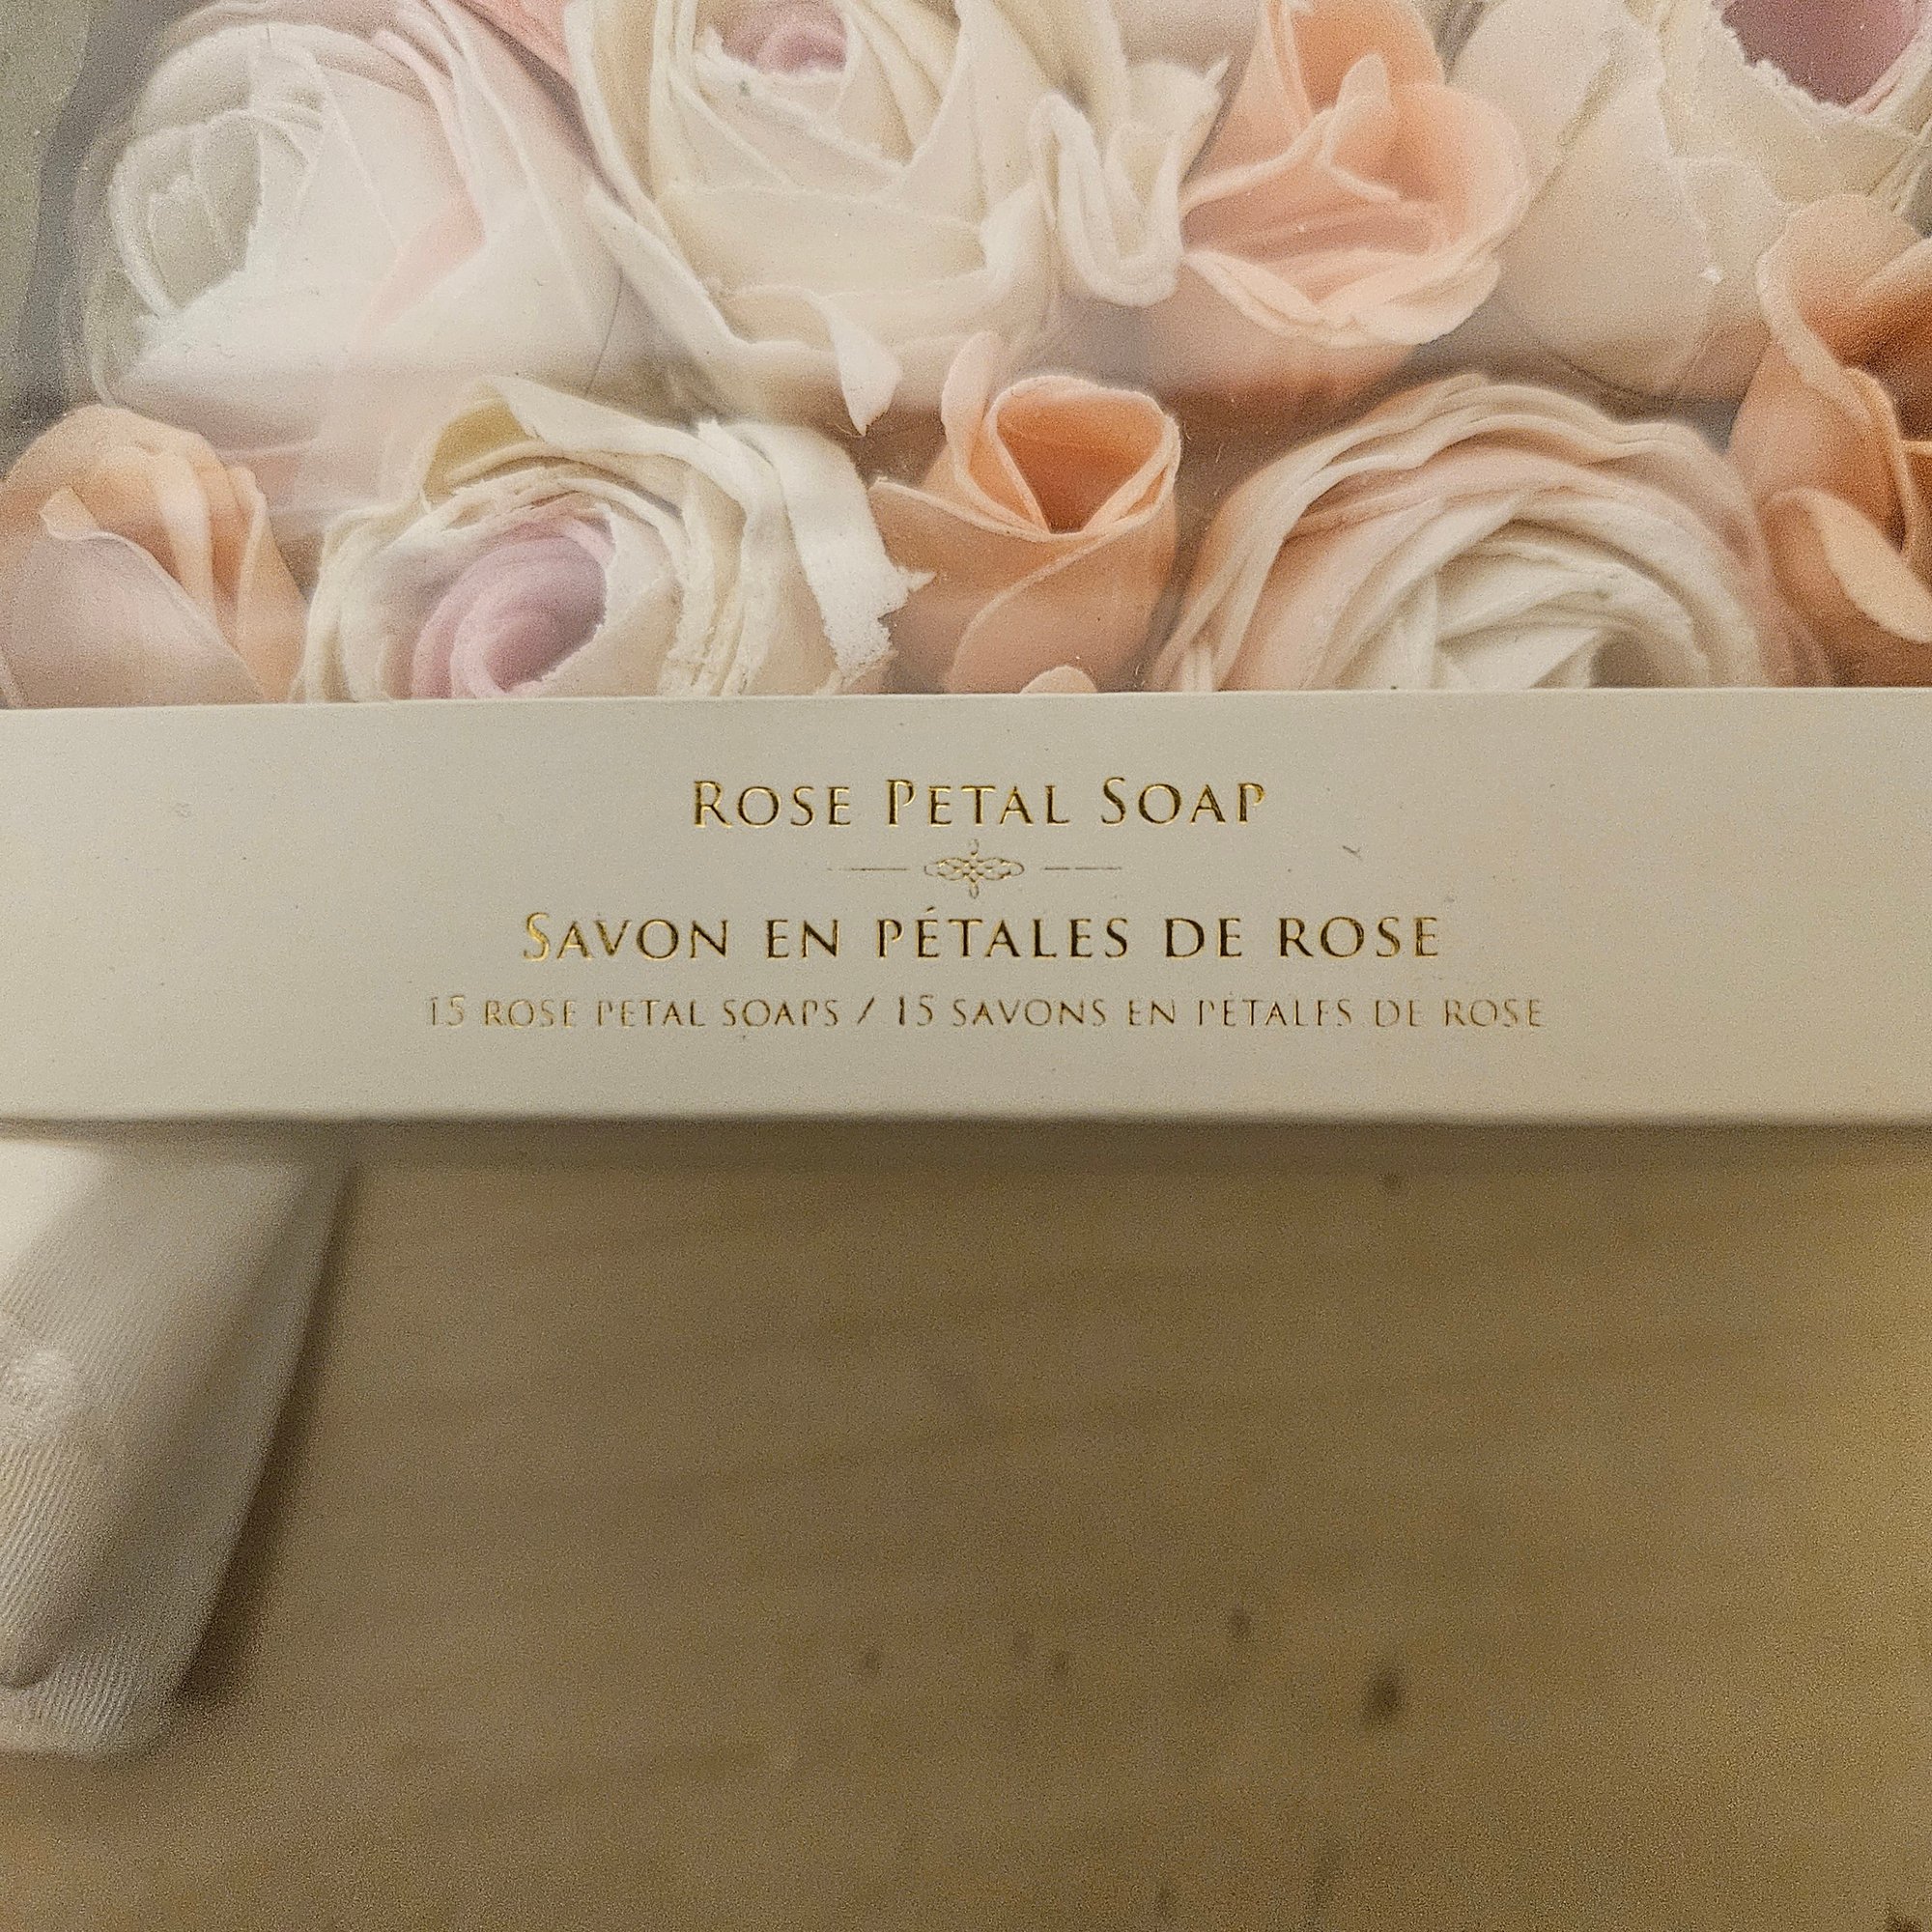 Rose Petal Soap
Savon en pétales de rose
15 rose petal soaps / 15 savons en pétales de rose